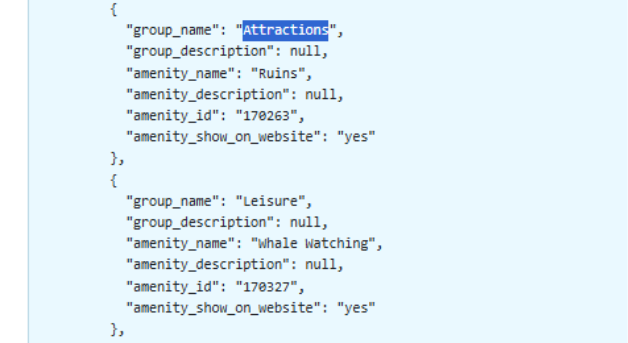 {
"group_name": "Attractions",
"group_description": null,
"amenity_name": "Ruins",
"amenity_description": null,
"amenity_id": "170263",
"amenity_show_on_website": "yes"
},
{
"group_name": "Leisure",
"group_description": null,
"amenity_name": "Whale Watching",
"amenity_description": null,
"amenity_id": "170327",
"amenity_show_on_website": "yes"
},